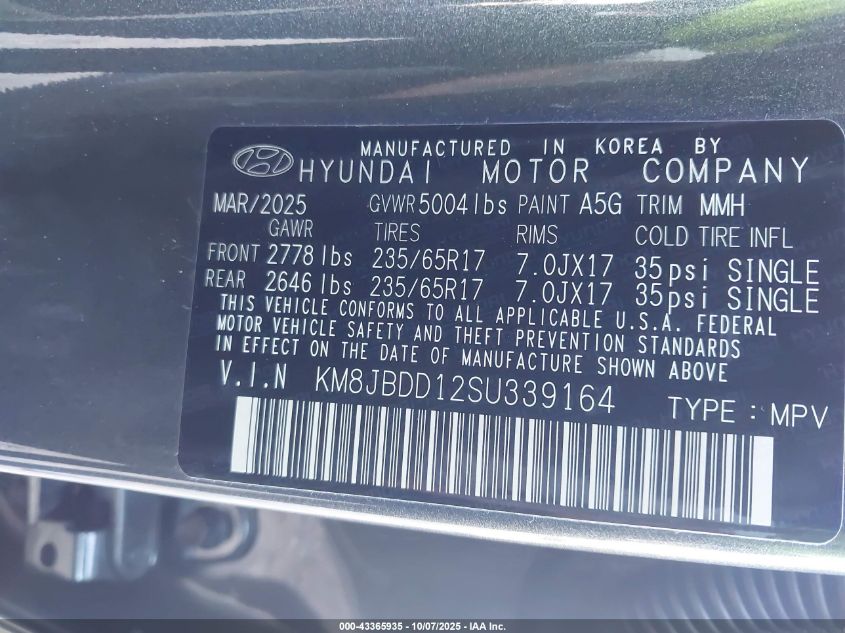 MANUFACTURED IN KOREA BY
HYUNDAI MOTOR COMPANY
MAR/2025 GVWR 5004lbs PAINT A5G TRIM MMH
GAWR TIRES RIMS COLD TIRE INFL
FRONT 2778 lbs 235/65R17 7.0JX17 35psi SINGLE
REAR 2646 lbs 235/65R17 7.0JX17 35psi SINGLE
THIS VEHICLE CONFORMS TO ALL APPLICABLE U.S.A. FEDERAL
MOTOR VEHICLE SAFETY AND THEFT PREVENTION STANDARDS
IN EFFECT ON THE DATE OF MANUFACTURE SHOWN ABOVE
V.I.N KM8JBDD12SU339164 TYPE : MPV
000-43365935 - 10/07/2025 - IAA Inc.